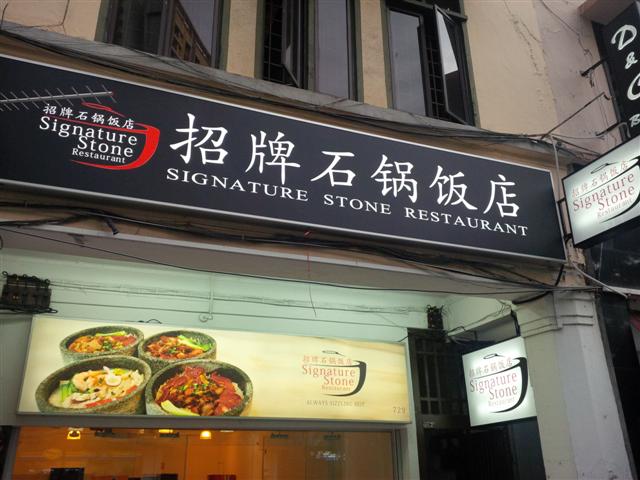 招牌石锅饭店
Signature
Stone
Restaurant
招牌石锅饭店
SIGNATURE STONE RESTAURANT
D & C
招牌石锅饭店
Signature
Stone
Restaurant
招牌石锅饭店
Signature
Stone
Restaurant
ALWAYS SIZZLING HOT
729
招牌石锅饭店
Signature
Stone
Restaurant